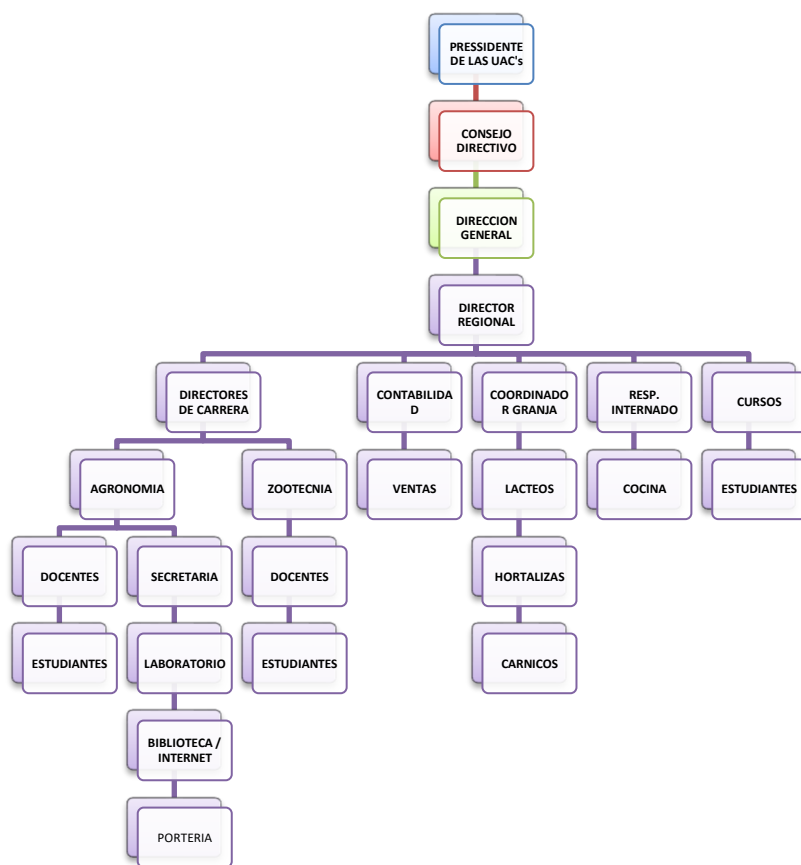 PRESSIDENTE
DE LAS UAC's
CONSEJO
DIRECTIVO
DIRECCION
GENERAL
DIRECTOR
REGIONAL
DIRECTORES
DE CARRERA
CONTABILIDA
D
COORDINADO
R GRANJA
RESP.
INTERNADO
CURSOS
AGRONOMIA
ZOOTECNIA
VENTAS
LACTEOS
COCINA
ESTUDIANTES
DOCENTES
SECRETARIA
DOCENTES
HORTALIZAS
ESTUDIANTES
LABORATORIO
ESTUDIANTES
CARNICOS
BIBLIOTECA /
INTERNET
PORTERIA